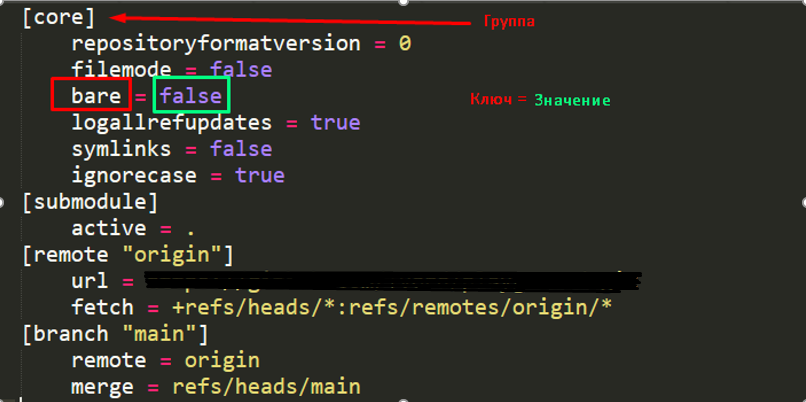 [core]
Группа
repositoryformatversion = 0
filemode = false
bare = false
Ключ = Значение
logallrefupdates = true
symlinks = false
ignorecase = true
[submodule]
active = .
[remote "origin"]
url =
fetch = +refs/heads/*:refs/remotes/origin/*
[branch "main"]
remote = origin
merge = refs/heads/main